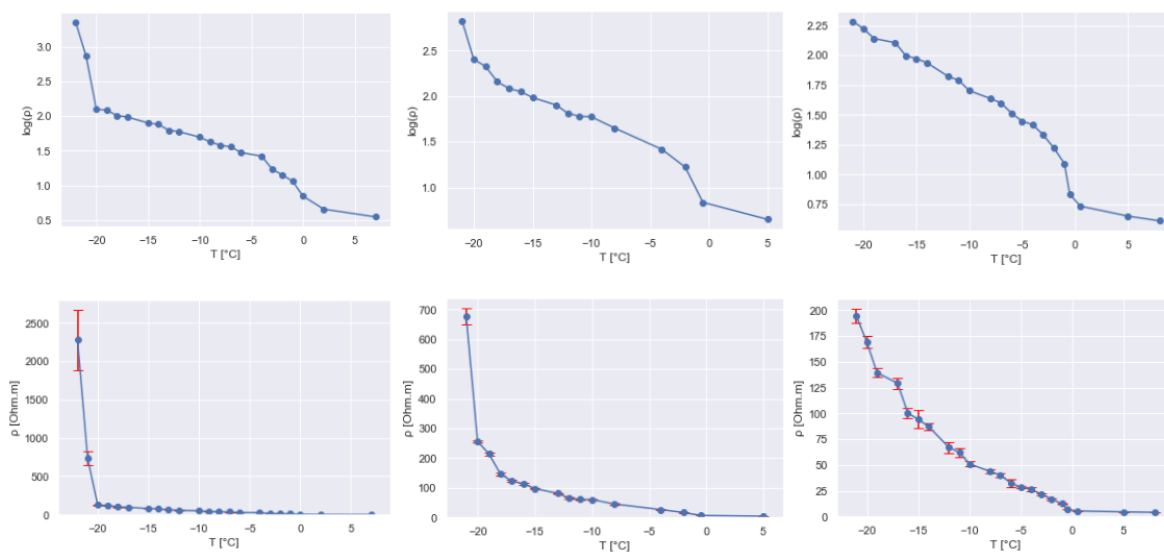 3.0
2.5
2.0
1.5
1.0
0.5
log(ρ)
−20 −15 −10 −5 0 5
T [°C]
2.5
2.0
1.5
1.0
log(ρ)
−20 −15 −10 −5 0 5
T [°C]
2.25
2.00
1.75
1.50
1.25
1.00
0.75
log(ρ)
−20 −15 −10 −5 0 5
T [°C]
2500
2000
1500
1000
500
0
ρ [Ohm.m]
−20 −15 −10 −5 0 5
T [°C]
700
600
500
400
300
200
100
0
ρ [Ohm.m]
−20 −15 −10 −5 0 5
T [°C]
200
175
150
125
100
75
50
25
0
ρ [Ohm.m]
−20 −15 −10 −5 0 5
T [°C]